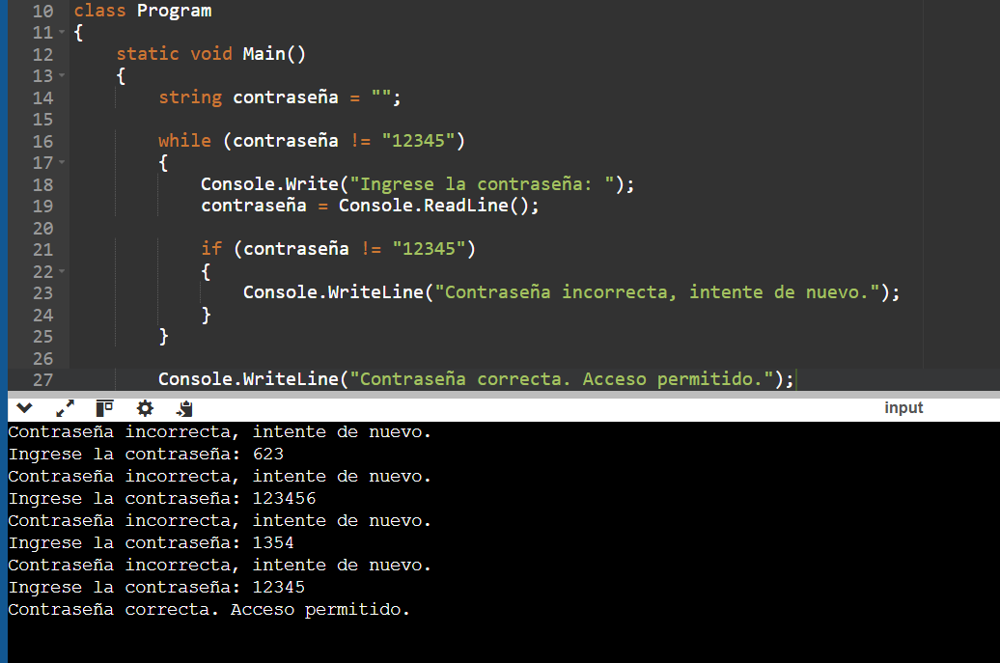 10 class Program
11 {
12 static void Main()
13 {
14 string contraseña = "";
15
16 while (contraseña != "12345")
17 {
18 Console.Write("Ingrese la contraseña: ");
19 contraseña = Console.ReadLine();
20
21 if (contraseña != "12345")
22 {
23 Console.WriteLine("Contraseña incorrecta, intente de nuevo.");
24 }
25 }
26
27 Console.WriteLine("Contraseña correcta. Acceso permitido.");
input
Contraseña incorrecta, intente de nuevo.
Ingrese la contraseña: 623
Contraseña incorrecta, intente de nuevo.
Ingrese la contraseña: 123456
Contraseña incorrecta, intente de nuevo.
Ingrese la contraseña: 1354
Contraseña incorrecta, intente de nuevo.
Ingrese la contraseña: 12345
Contraseña correcta. Acceso permitido.